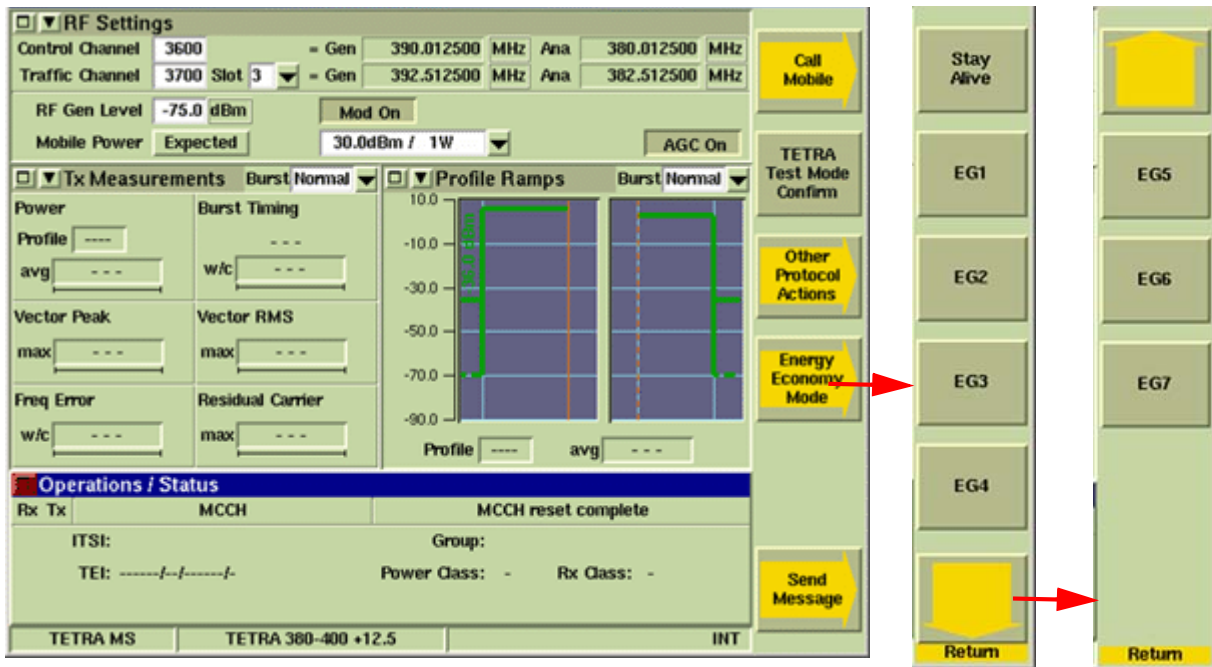 RF Settings
Control Channel 3600 = Gen 390.012500 MHz Ana 380.012500 MHz
Traffic Channel 3700 Slot 3 = Gen 392.512500 MHz Ana 382.512500 MHz
RF Gen Level -75.0 dBm Mod On
Mobile Power Expected 30.0dBm / 1W AGC On
Tx Measurements Burst Normal
Power Burst Timing
Profile ---- - - -
avg - - - w/c - - -
Vector Peak Vector RMS
max - - - max - - -
Freq Error Residual Carrier
w/c - - - max - - -
Profile Ramps Burst Normal
10.0
-10.0
-30.0
-50.0
-70.0
-90.0
Profile ---- avg - - -
Operations / Status
Rx Tx MCCH MCCH reset complete
ITSI: Group:
TEI: ------/--/------/- Power Class: - Rx Class: -
TETRA MS TETRA 380-400 +12.5 INT
Call
Mobile
TETRA
Test Mode
Confirm
Other
Protocol
Actions
Energy
Economy
Mode
Send
Message
Stay
Alive
EG1
EG2
EG3
EG4
Return
EG5
EG6
EG7
Return